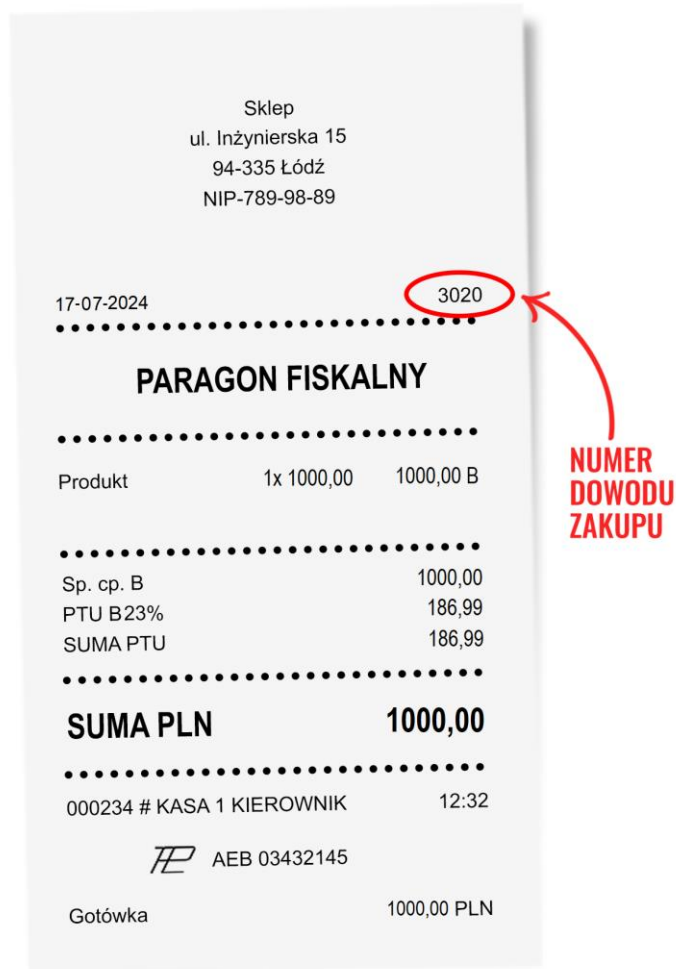 Sklep
ul. Inżynierska 15
94-335 Łódź
NIP-789-98-89
17-07-2024 3020
PARAGON FISKALNY
Produkt 1x 1000,00 1000,00 B
Sp. cp. B 1000,00
PTU B23% 186,99
SUMA PTU 186,99
SUMA PLN 1000,00
000234 # KASA 1 KIEROWNIK 12:32
AEB 03432145
Gotówka 1000,00 PLN
NUMER
DOWODU
ZAKUPU